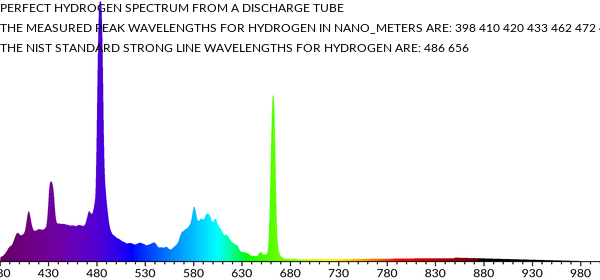 PERFECT HYDROGEN SPECTRUM FROM A DISCHARGE TUBE
THE MEASURED PEAK WAVELENGTHS FOR HYDROGEN IN NANO_METERS ARE: 398 410 420 433 462 472
THE NIST STANDARD STRONG LINE WAVELENGTHS FOR HYDROGEN ARE: 486 656
430 480 530 580 630 680 730 780 830 880 930 980